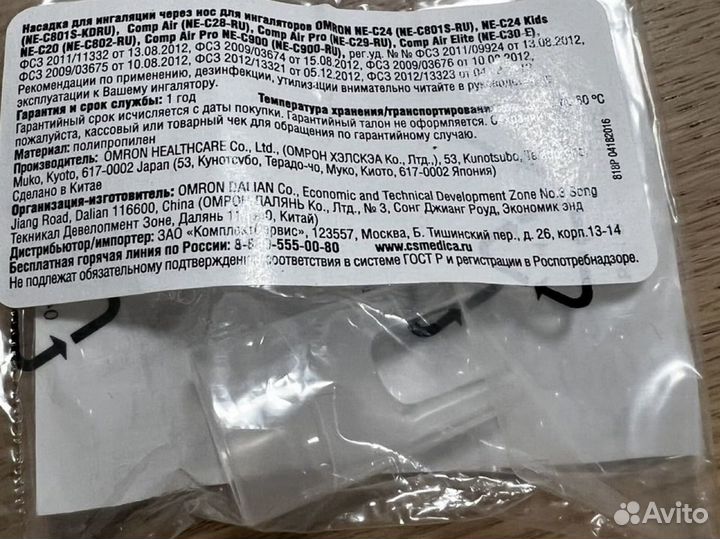 Насадка для ингаляции через нос для ингаляторов OMRON NE-C24 (NE-C801S-RU), NE-C24 Kids
(NE-C801S-KDRU), Comp Air (NE-C28-RU), Comp Air Pro (NE-C29-RU), Comp Air Elite (NE-C30-E),
NE-C20 (NE-C802-RU), Comp Air Pro NE-C900 (NE-C900-RU), рег.уд. №№ ФСЗ 2011/09924 от 13.08.2012,
ФСЗ 2011/11332 от 13.08.2012, ФСЗ 2009/03674 от 15.08.2012, ФСЗ 2009/03676 от 10.08.2012,
ФСЗ 2009/03675 от 10.08.2012, ФСЗ 2012/13321 от 05.12.2012, ФСЗ 2012/13323 от
Рекомендации по применению, дезинфекции, утилизации внимательно читайте в
эксплуатации к Вашему ингалятору.
Гарантия и срок службы: 1 год Температура хранения/транспортировани 60 °C
Гарантийный срок исчисляется с даты покупки. Гарантийный талон не оформляется.
пожалуйста, кассовый или товарный чек для обращения по гарантийному случаю.
Материал: полипропилен
Производитель: OMRON HEALTHCARE Co., Ltd., (ОМРОН ХЭЛСКЭА Ко., Лтд.), 53, Kunotsubo,
Muko, Kyoto, 617-0002 Japan (53, Кунотсубо, Терадо-чо, Муко, Киото, 617-0002 Япония)
Сделано в Китае
Организация-изготовитель: OMRON DALIAN Co., Economic and Technical Development Zone No.3 Song
Jiang Road, Dalian 116600, China (ОМРОН ДАЛЯНЬ Ко., Лтд., № 3, Сонг Джианг Роуд, Экономик энд
Текникал Девелопмент Зоне, Далянь Китай)
Дистрибьютор/импортер: ЗАО «КомплектСервис», 123557, Москва, Б. Тишинский пер., д. 26, корп.13-14
Бесплатная горячая линия по России: 555-00-80 www.csmedica.ru
Не подлежит обязательному подтверждению соответствия в системе ГОСТ Р и регистрации в Роспотребнадзоре.
818P 04182016
Avito